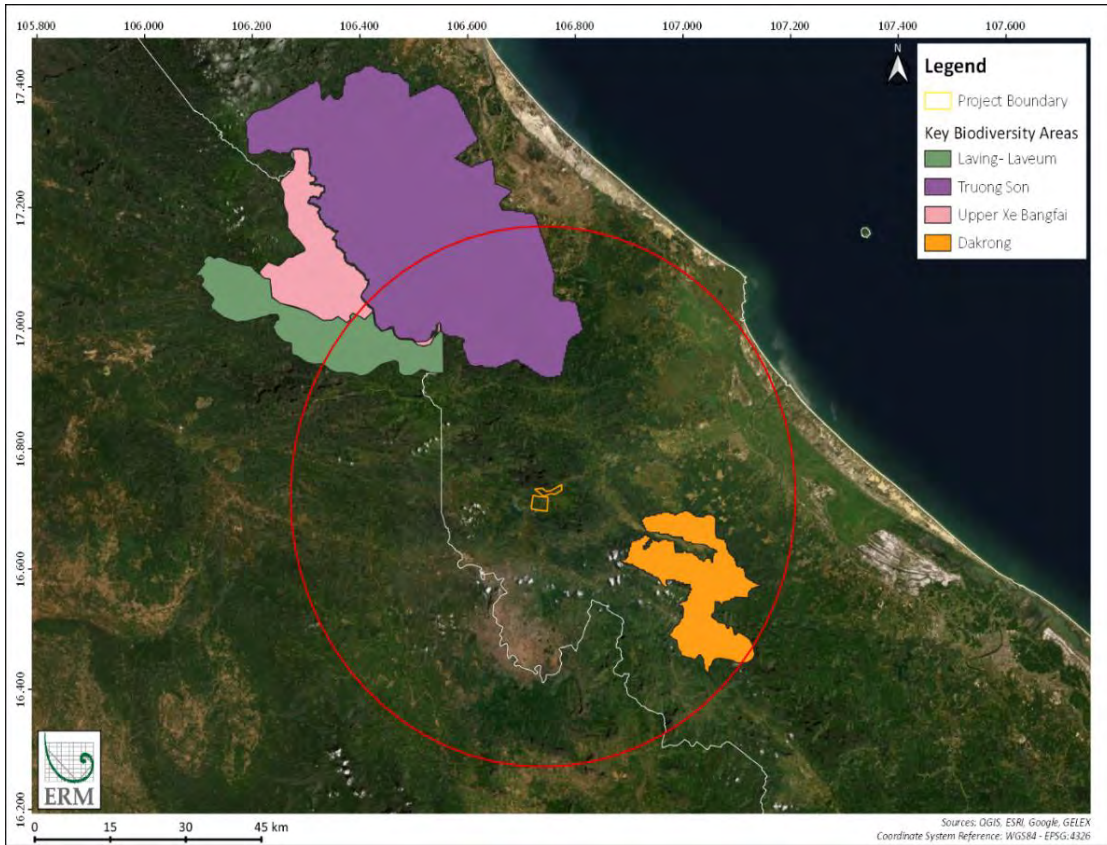 105.800 106.000 106.200 106.400 106.600 106.800 107.000 107.200 107.400 107.600
17.400
17.200
17.000
16.800
16.600
16.400
16.200
N
Legend
Project Boundary
Key Biodiversity Areas
Laving- Laveum
Truong Son
Upper Xe Bangfai
Dakrong
ERM
0 15 30 45 km
Sources: QGIS, ESRI, Google, GELEX
Coordinate System Reference: WGS84 - EPSG:4326